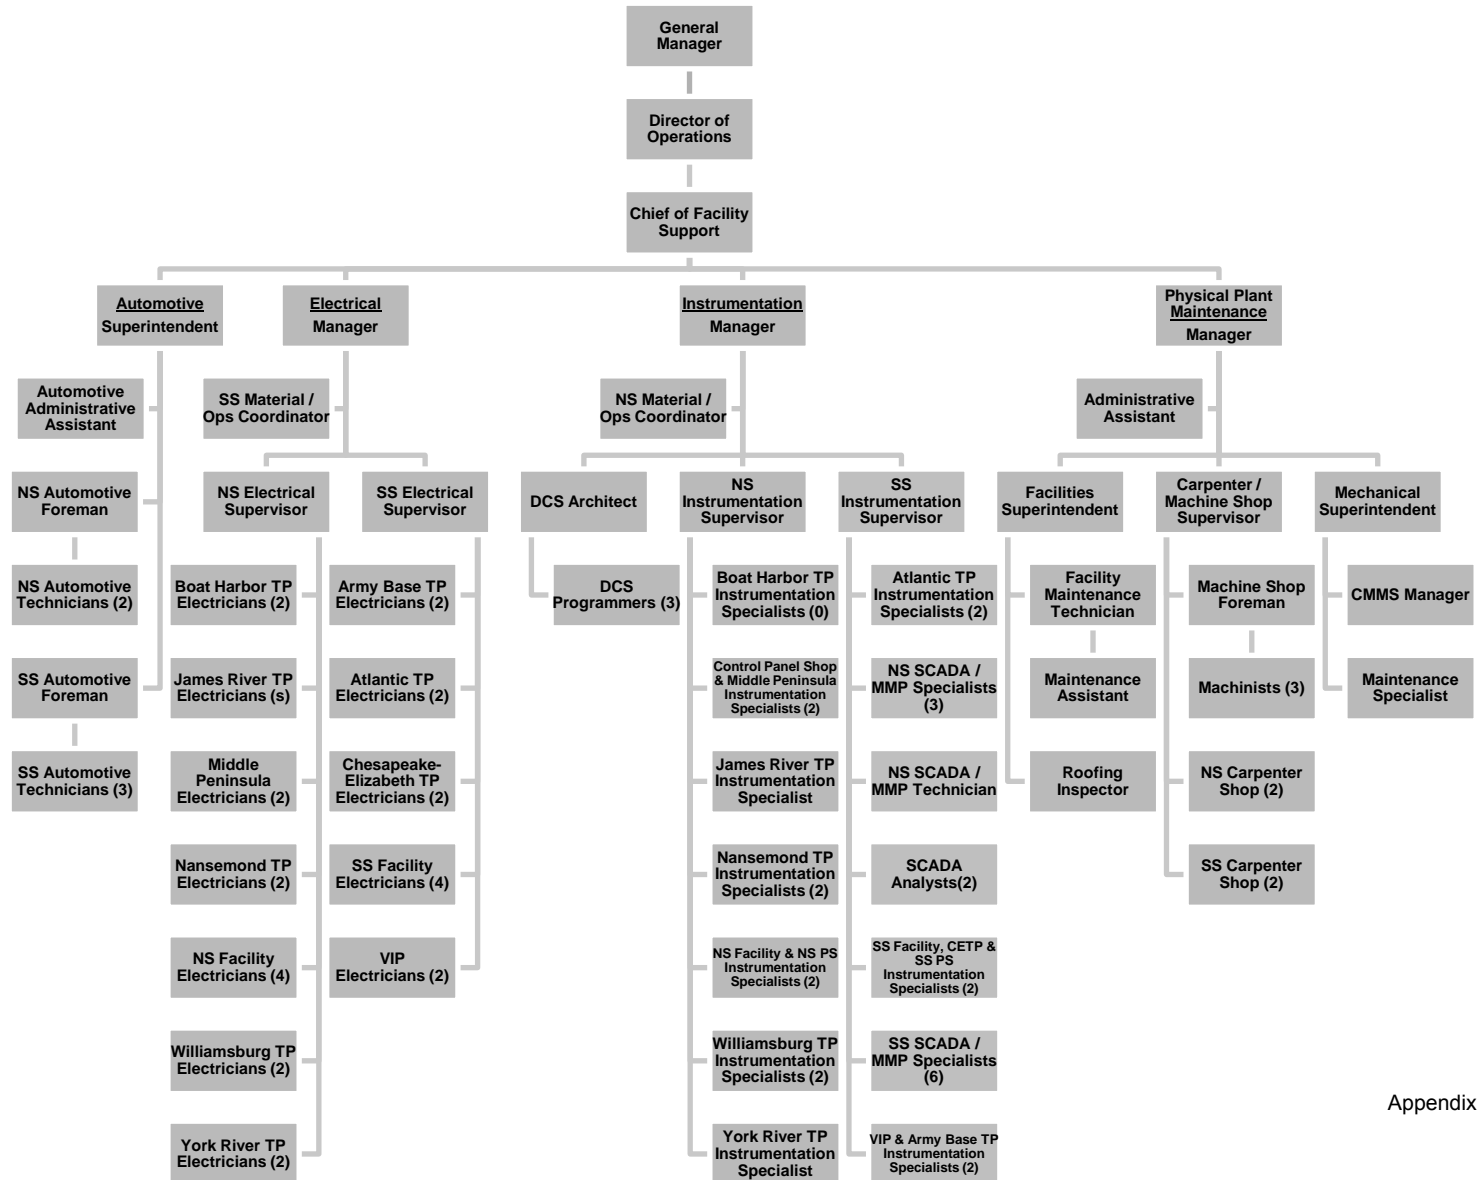 General
Manager
Director of
Operations
Chief of Facility
Support
Automotive
Superintendent
Electrical
Manager
Instrumentation
Manager
Physical Plant
Maintenance
Manager
Automotive
Administrative
Assistant
SS Material /
Ops Coordinator
NS Material /
Ops Coordinator
Administrative
Assistant
NS Automotive
Foreman
NS Electrical
Supervisor
SS Electrical
Supervisor
DCS Architect
NS
Instrumentation
Supervisor
SS
Instrumentation
Supervisor
Facilities
Superintendent
Carpenter /
Machine Shop
Supervisor
Mechanical
Superintendent
NS Automotive
Technicians (2)
Boat Harbor TP
Electricians (2)
Army Base TP
Electricians (2)
DCS
Programmers (3)
Boat Harbor TP
Instrumentation
Specialists (0)
Atlantic TP
Instrumentation
Specialists (2)
Facility
Maintenance
Technician
Machine Shop
Foreman
CMMS Manager
SS Automotive
Foreman
James River TP
Electricians (s)
Atlantic TP
Electricians (2)
Control Panel Shop
& Middle Peninsula
Instrumentation
Specialists (2)
NS SCADA /
MMP Specialists
(3)
Maintenance
Assistant
Machinists (3)
Maintenance
Specialist
SS Automotive
Technicians (3)
Middle
Peninsula
Electricians (2)
Chesapeake-
Elizabeth TP
Electricians (2)
James River TP
Instrumentation
Specialist
NS SCADA /
MMP Technician
Roofing
Inspector
NS Carpenter
Shop (2)
Nansemond TP
Electricians (2)
SS Facility
Electricians (4)
Nansemond TP
Instrumentation
Specialists (2)
SCADA
Analysts(2)
SS Carpenter
Shop (2)
NS Facility
Electricians (4)
VIP
Electricians (2)
NS Facility & NS PS
Instrumentation
Specialists (2)
SS Facility, CETP &
SS PS
Instrumentation
Specialists (2)
Williamsburg TP
Electricians (2)
Williamsburg TP
Instrumentation
Specialists (2)
SS SCADA /
MMP Specialists
(6)
Appendix
York River TP
Electricians (2)
York River TP
Instrumentation
Specialist
VIP & Army Base TP
Instrumentation
Specialists (2)